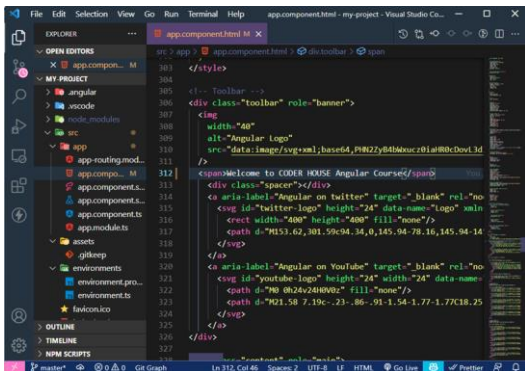 File Edit Selection View Go Run Terminal Help app.component.html - my-project - Visual Studio Co...
EXPLORER
app.component.html M
OPEN EDITORS
app.compon... M
MY-PROJECT
.angular
.vscode
node_modules
src
app
app-routing.mod...
app.compo... M
app.component.s...
app.component.s...
app.component.ts
app.module.ts
assets
.gitkeep
environments
environment.pro...
environment.ts
favicon.ico
OUTLINE
TIMELINE
NPM SCRIPTS
src > app > app.component.html > div.toolbar > span
303 </style>
304
305 <!-- Toolbar -->
306 <div class="toolbar" role="banner">
307 <img
308 width="40"
309 alt="Angular Logo"
310 src="data:image/svg+xml;base64,
311 />
312 <span>Welcome to CODER HOUSE Angular Course</span> You
313 <div class="spacer"></div>
314 <a aria-label="Angular on twitter" target="_blank" rel="no
315 <svg id="twitter-logo" height="24" data-name="Logo" xmln
316 <rect width="400" height="400" fill="none"/>
317 <path d="M153.62,301.59c94.34,0,145.94-78.16,145.94-14
318 </svg>
319 </a>
320 <a aria-label="Angular on YouTube" target="_blank" rel="no
321 <svg id="youtube-logo" height="24" width="24" data-name=
322 <path d="M0 0h24v24H0V0z" fill="none"/>
323 <path d="M21.58 7.19c-.23-.86-.91-1.54-1.77-1.77C18.25
324 </svg>
325 </a>
326 </div>
327
328
master* 0 0 Git Graph Ln 312, Col 46 Spaces: 2 UTF-8 LF HTML Go Live Prettier